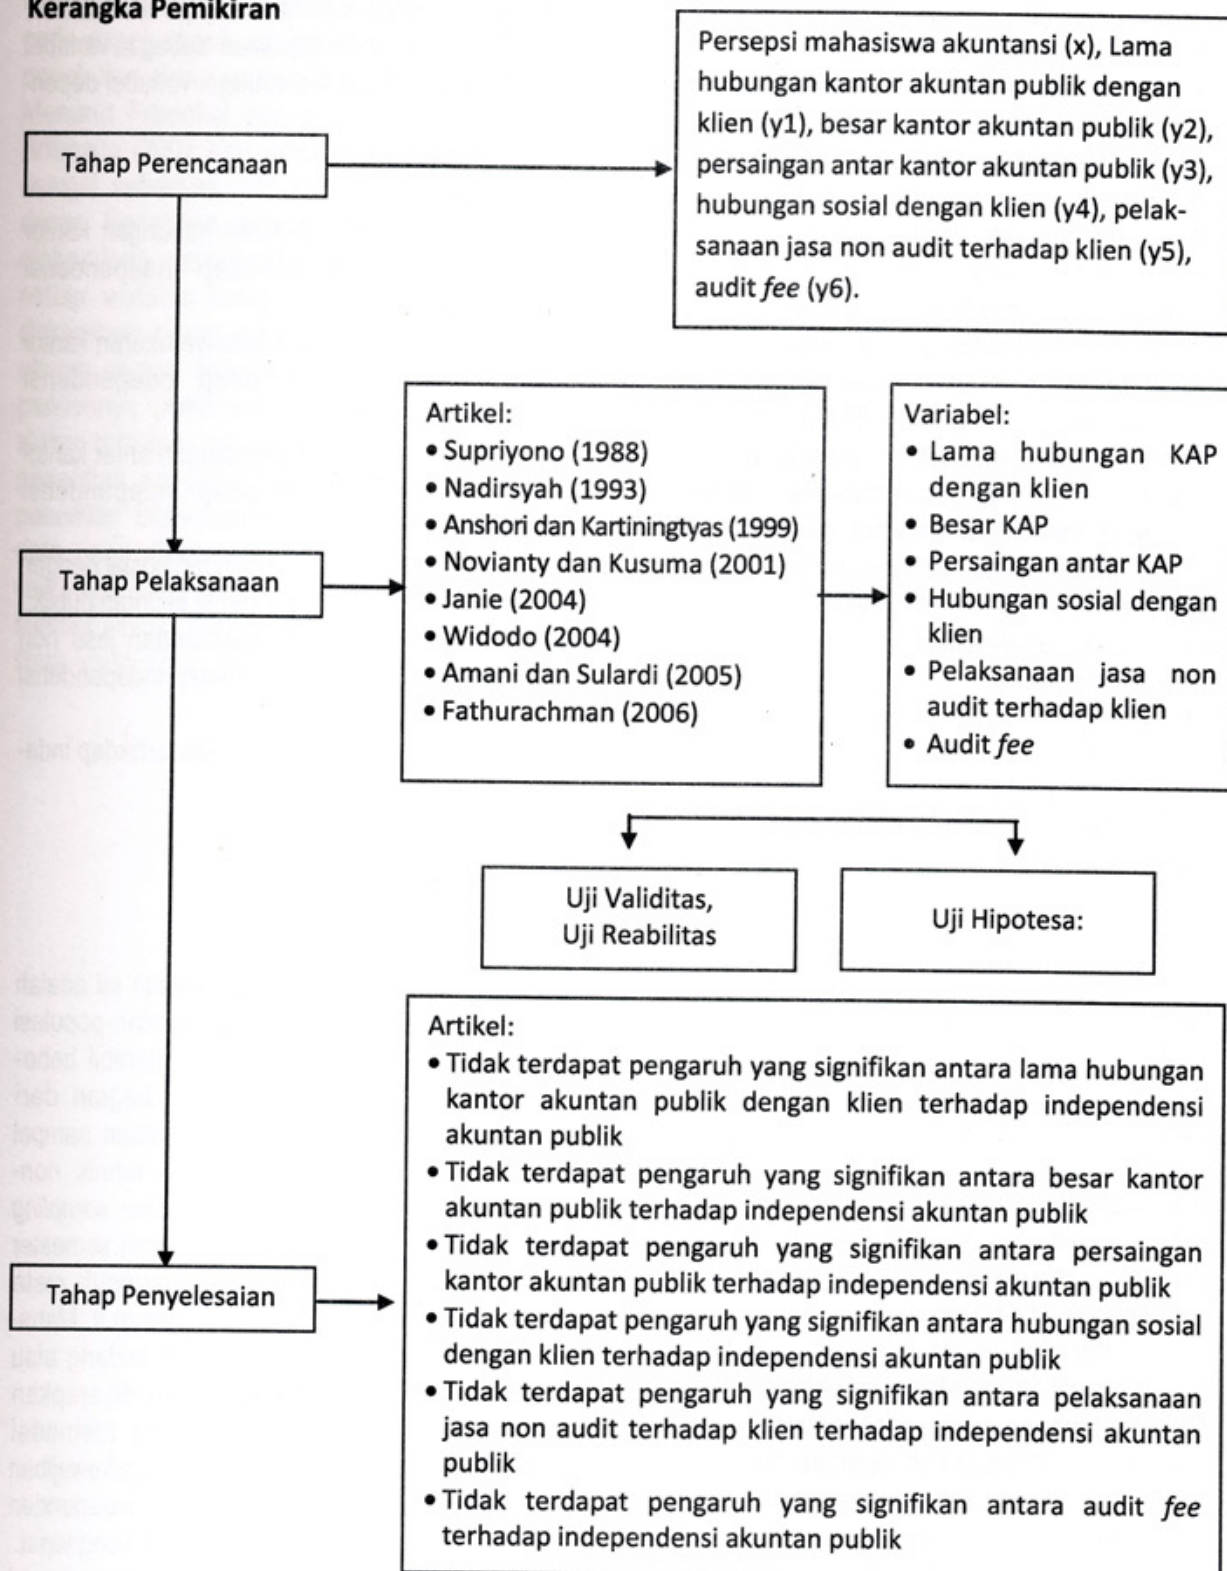 Kerangka Pemikiran
Tahap Perencanaan
Persepsi mahasiswa akuntansi (x), Lama
hubungan kantor akuntan publik dengan
klien (y1), besar kantor akuntan publik (y2),
persaingan antar kantor akuntan publik (y3),
hubungan sosial dengan klien (y4), pelak-
sanaan jasa non audit terhadap klien (y5),
audit fee (y6).
Tahap Pelaksanaan
Artikel:
• Supriyono (1988)
• Nadirsyah (1993)
• Anshori dan Kartiningtyas (1999)
• Novianty dan Kusuma (2001)
• Janie (2004)
• Widodo (2004)
• Amani dan Sulardi (2005)
• Fathurachman (2006)
Variabel:
• Lama hubungan KAP
dengan klien
• Besar KAP
• Persaingan antar KAP
• Hubungan sosial dengan
klien
• Pelaksanaan jasa non
audit terhadap klien
• Audit fee
Uji Validitas,
Uji Reabilitas
Uji Hipotesa:
Tahap Penyelesaian
Artikel:
• Tidak terdapat pengaruh yang signifikan antara lama hubungan
kantor akuntan publik dengan klien terhadap independensi
akuntan publik
• Tidak terdapat pengaruh yang signifikan antara besar kantor
akuntan publik terhadap independensi akuntan publik
• Tidak terdapat pengaruh yang signifikan antara persaingan
kantor akuntan publik terhadap independensi akuntan publik
• Tidak terdapat pengaruh yang signifikan antara hubungan sosial
dengan klien terhadap independensi akuntan publik
• Tidak terdapat pengaruh yang signifikan antara pelaksanaan
jasa non audit terhadap klien terhadap independensi akuntan
publik
• Tidak terdapat pengaruh yang signifikan antara audit fee
terhadap independensi akuntan publik